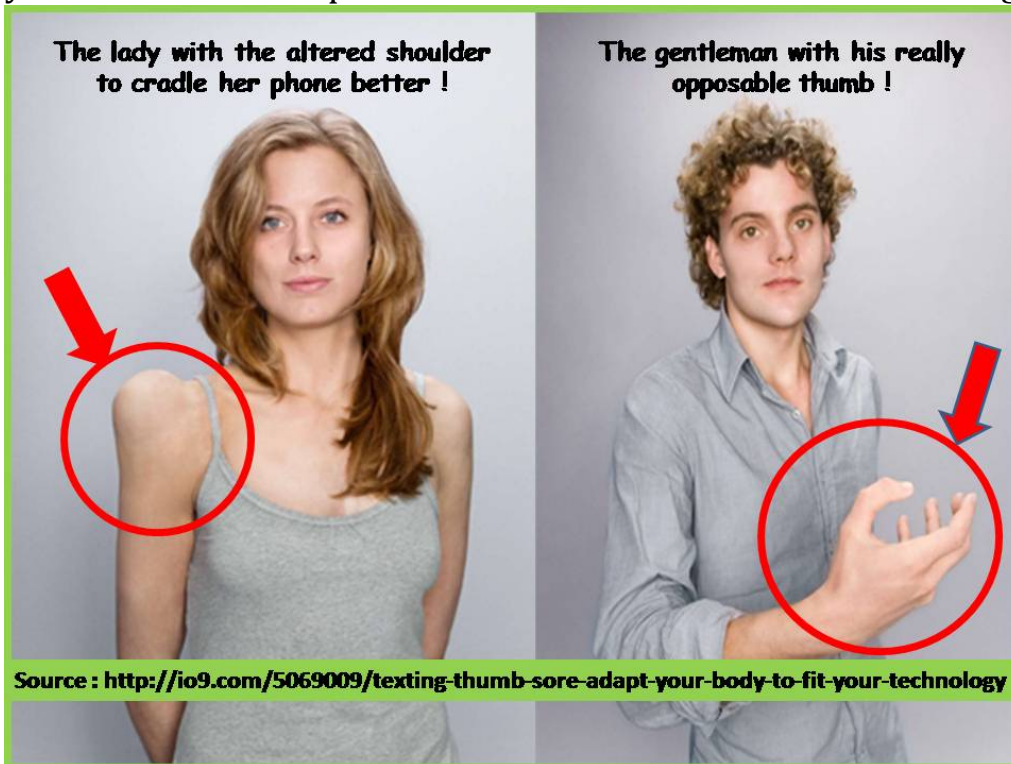 The lady with the altered shoulder
to cradle her phone better !
The gentleman with his really
opposable thumb !
Source : http://io9.com/5069009/texting-thumb-sore-adapt-your-body-to-fit-your-technology